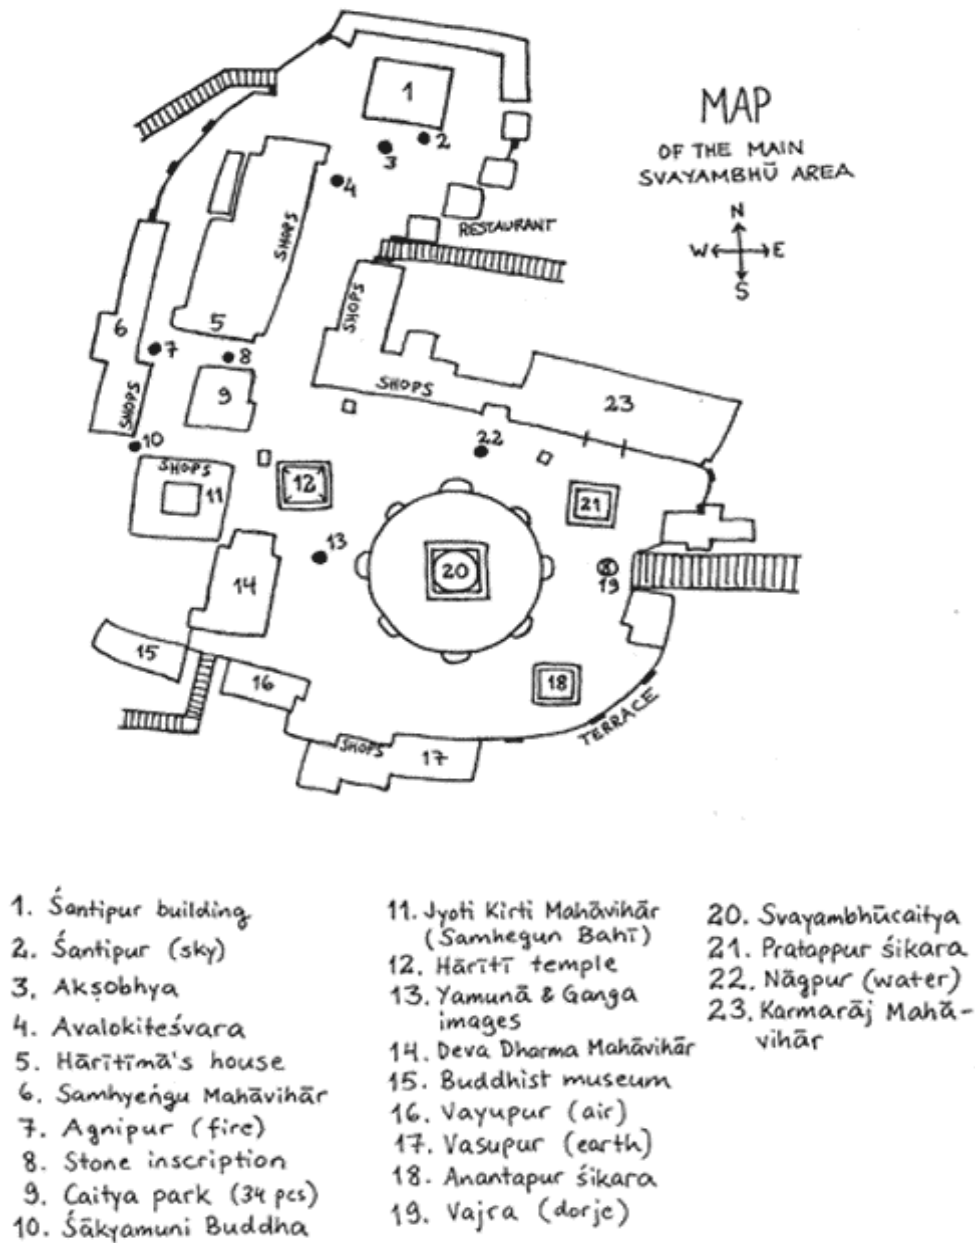 MAP
OF THE MAIN
SVAYAMBHŪ AREA
N
W E
S
1
2
3
4
SHOPS
RESTAURANT
5
6
7
8
9
SHOPS
SHOPS
SHOPS
23
10
22
SHOPS
11
12
21
13
20
19
14
15
16
18
TERRACE
SHOPS
17
1. Śantipur building
2. Śantipur (sky)
3. Akṣobhya
4. Avalokiteśvara
5. Hārītīmā's house
6. Samhyeṅgu Mahāvihār
7. Agnipur (fire)
8. Stone inscription
9. Caitya park (34 pcs)
10. Śākyamuni Buddha
11. Jyoti Kirti Mahāvihār
(Samhegun Bahī)
12. Hārītī temple
13. Yamunā & Ganga
images
14. Deva Dharma Mahāvihār
15. Buddhist museum
16. Vayupur (air)
17. Vasupur (earth)
18. Anantapur śikara
19. Vajra (dorje)
20. Svayambhūcaitya
21. Pratappur śikara
22. Nāgpur (water)
23. Karmarāj Mahā-
vihār